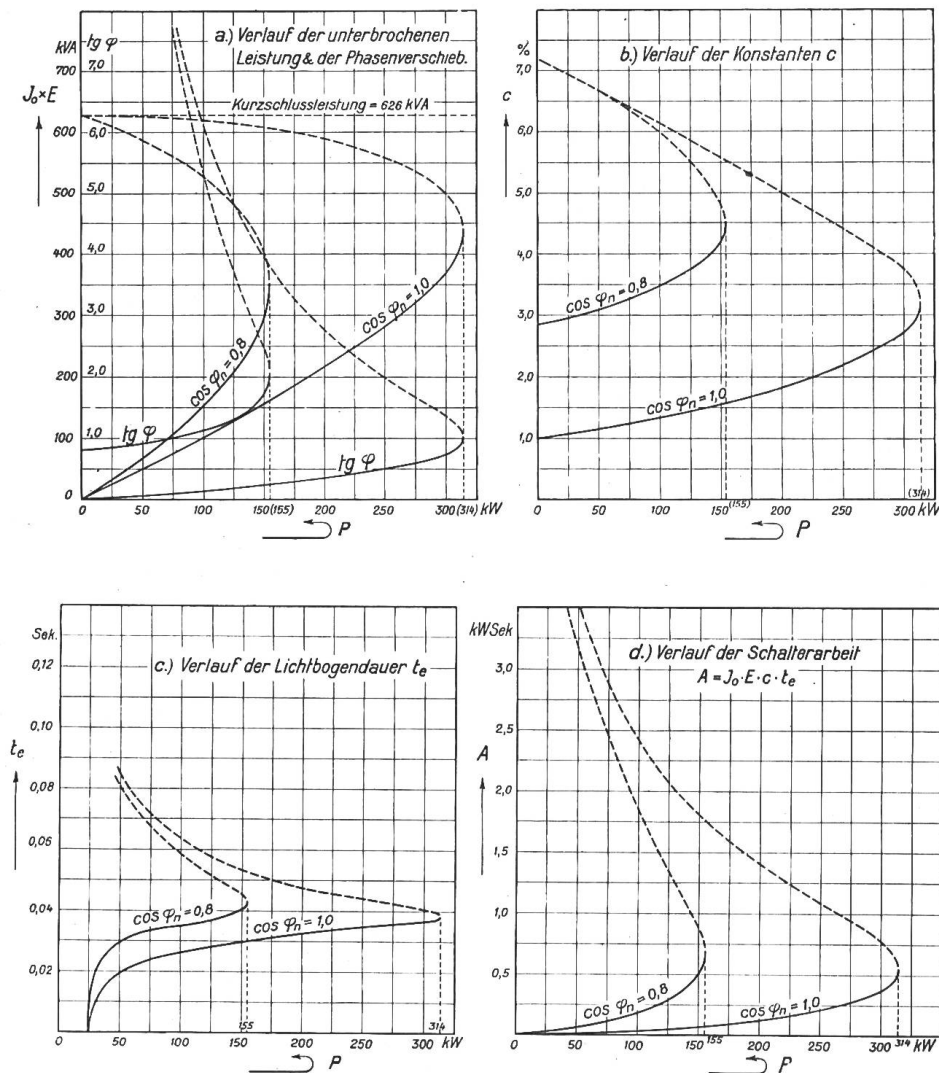 a.) Verlauf der unterbrochenen
Leistung & der Phasenverschieb.
kVA
tg φ
7,0
700
J₀×E
Kurzschlussleistung = 626 kVA
600
6,0
500
5,0
400
4,0
300
3,0
200
2,0
100
1,0
0
cos φₙ = 0,8
cos φₙ = 1,0
tg φ
tg φ
0 50 100 150 (155) 200 250 300 (314) kW
P
b.) Verlauf der Konstanten c
%
7,0
c
6,0
5,0
4,0
3,0
2,0
1,0
cos φₙ = 0,8
cos φₙ = 1,0
(314)
0 50 100 150 (155) 200 250 300 kW
P
c.) Verlauf der Lichtbogendauer tₑ
Sek.
0,12
0,10
tₑ
0,08
0,06
0,04
0,02
cos φₙ = 0,8
cos φₙ = 1,0
155
314
0 50 100 150 200 250 300 kW
P
d.) Verlauf der Schalterarbeit
A = J₀·E·c·tₑ
kWSek
3,0
2,5
A
2,0
1,5
1,0
0,5
0
cos φₙ = 0,8
cos φₙ = 1,0
0 50 100 150 155 200 250 300 314 kW
P